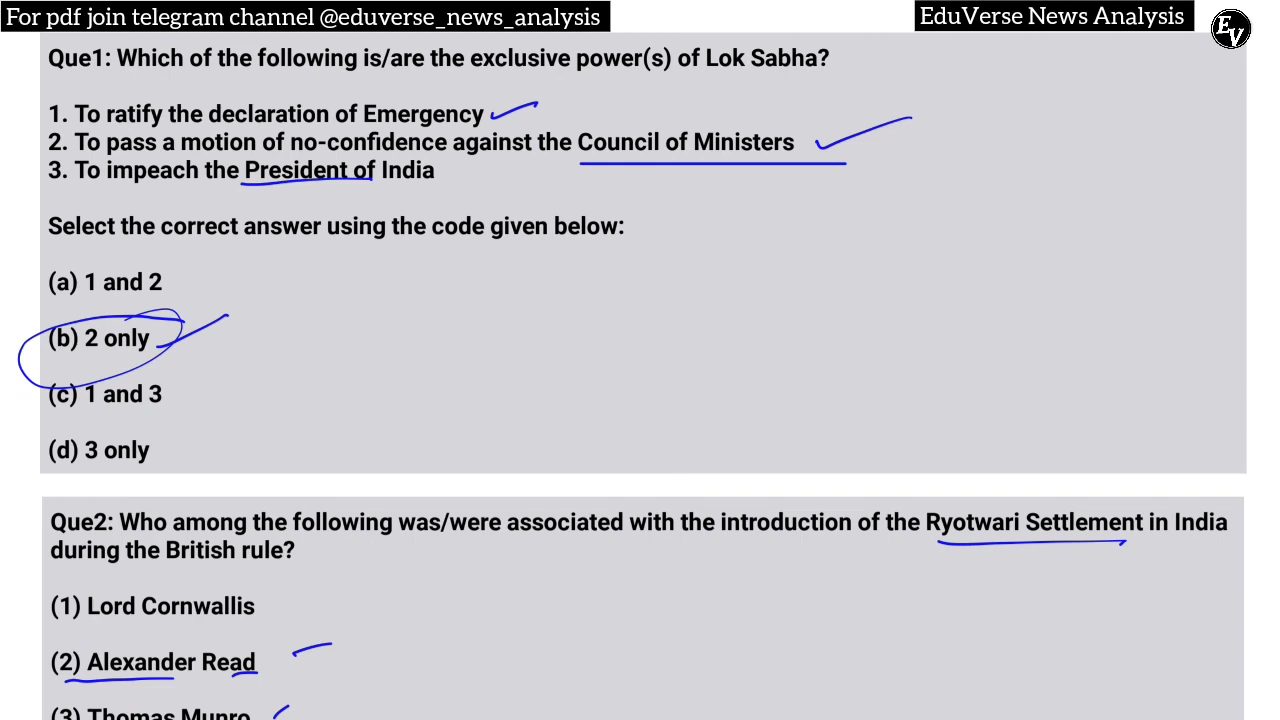 For pdf join telegram channel @eduverse_news_analysis
EduVerse News Analysis
EV
Que1: Which of the following is/are the exclusive power(s) of Lok Sabha?
1. To ratify the declaration of Emergency
2. To pass a motion of no-confidence against the Council of Ministers
3. To impeach the President of India
Select the correct answer using the code given below:
(a) 1 and 2
(b) 2 only
(c) 1 and 3
(d) 3 only
Que2: Who among the following was/were associated with the introduction of the Ryotwari Settlement in India
during the British rule?
(1) Lord Cornwallis
(2) Alexander Read
(3) Thomas Munro